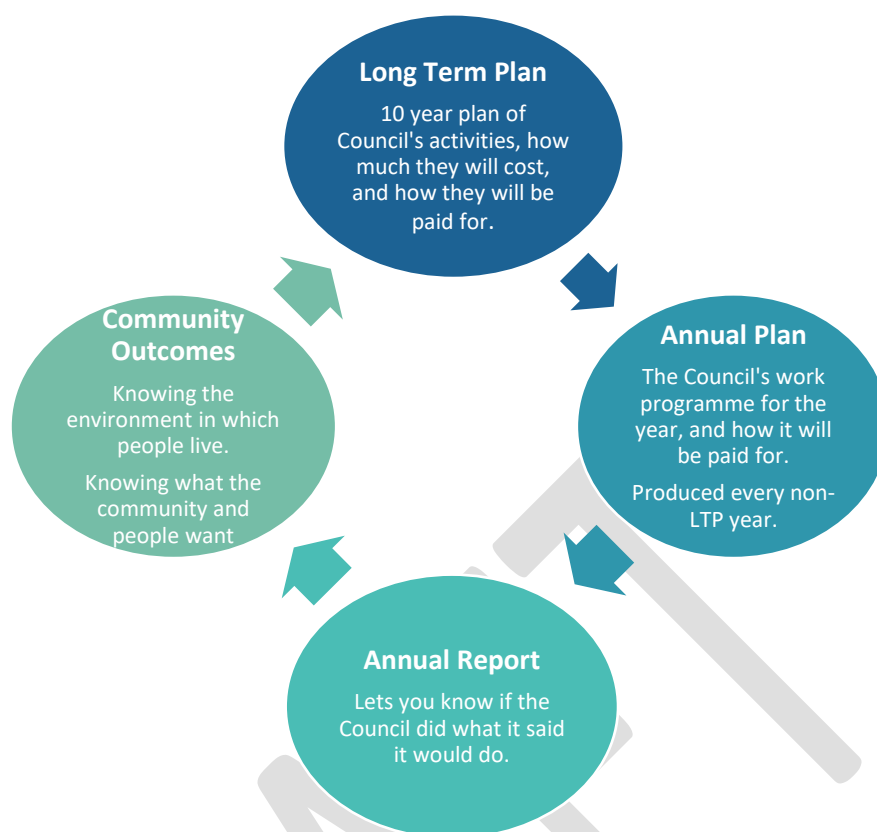 Long Term Plan
10 year plan of
Council's activities, how
much they will cost,
and how they will be
paid for.
Annual Plan
The Council's work
programme for the
year, and how it will
be paid for.
Produced every non-
LTP year.
Annual Report
Lets you know if the
Council did what it said
it would do.
Community
Outcomes
Knowing the
environment in which
people live.
Knowing what the
community and
people want